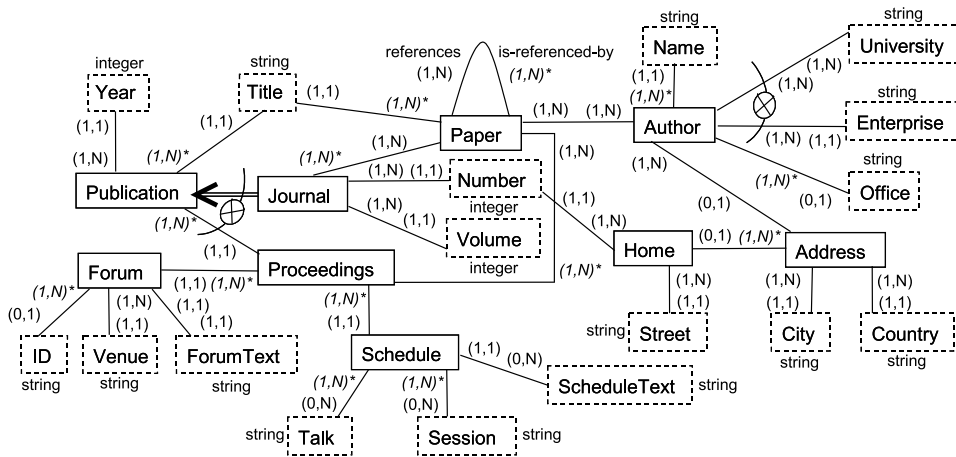 string
string
string
references
is-referenced-by
University
integer
string
Name
(1,N)
Year
Title
(1,1)
(1,N)
(1,N)*
(1,1)
(1,N)*
(1,N)
string
(1,1)
(1,1)
(1,N)*
(1,N)
(1,N)
Enterprise
(1,N)
(1,N)*
Paper
Author
(1,N)
(1,1)
string
Publication
(1,N)*
(1,N)
(1,N)
(1,N)
(1,N)*
Office
Journal
(1,N)
(1,1)
Number
(0,1)
(1,N)
integer
(1,1)
(0,1)
(1,N)*
(1,1)
Volume
(1,N)
(1,1)
integer
Home
(0,1)
(1,N)*
Address
Forum
Proceedings
(1,N)*
(1,N)*
(1,1)
(1,N)*
(1,N)
(1,N)
(1,N)
(0,1)
(1,N)
(1,1)
(1,N)*
(1,1)
(1,1)
(1,1)
(1,1)
(1,1)
(1,1)
string
Street
City
Country
ID
Venue
ForumText
Schedule
(1,1)
(0,N)
string
string
string
string
string
ScheduleText
string
(1,N)*
(1,N)*
(0,N)
(0,N)
string
Talk
Session
string